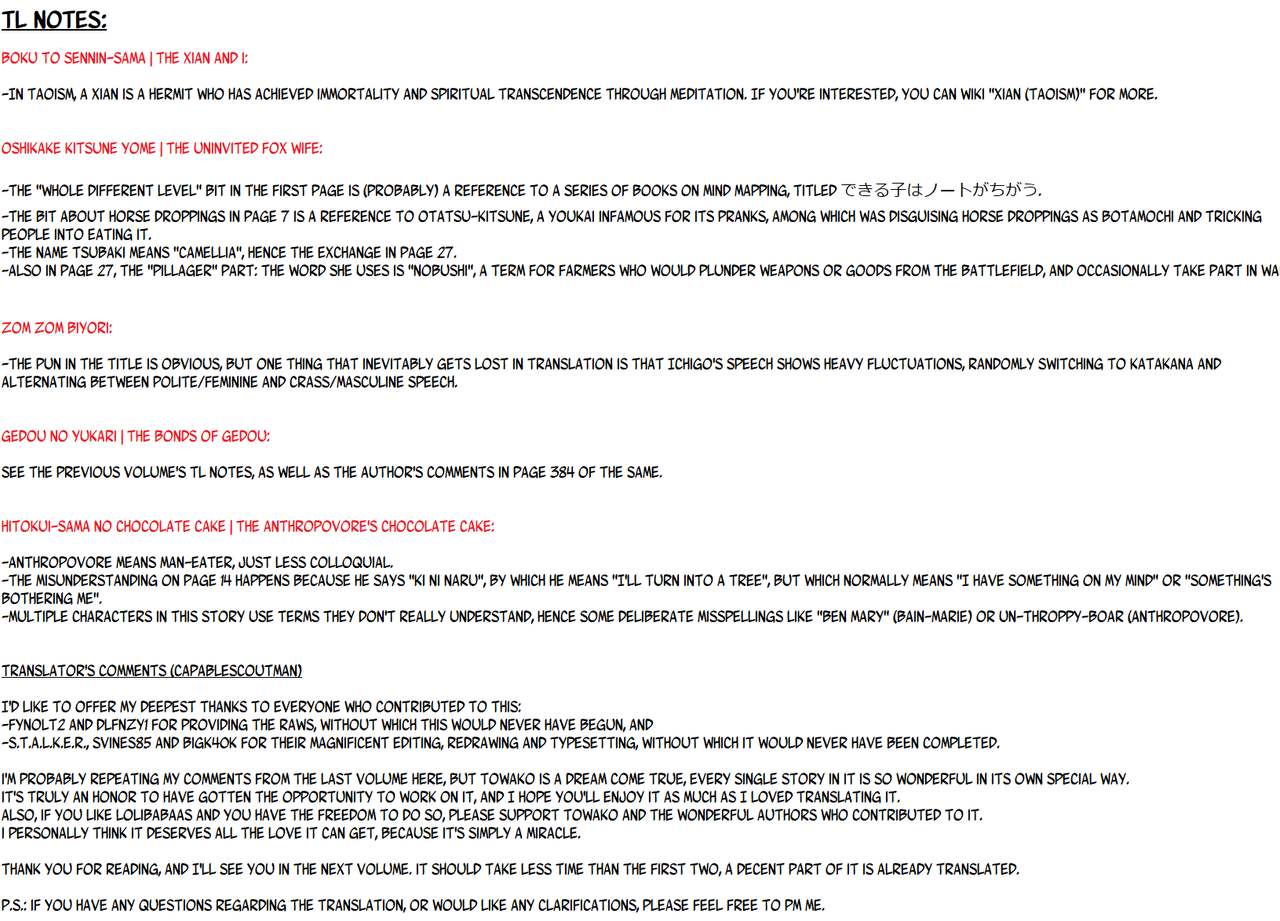 TL NOTES:
BOKU TO SENNIN-SAMA | THE XIAN AND I:
-IN TAOISM, A XIAN IS A HERMIT WHO HAS ACHIEVED IMMORTALITY AND SPIRITUAL TRANSCENDENCE THROUGH MEDITATION. IF YOU'RE INTERESTED, YOU CAN WIKI "XIAN (TAOISM)" FOR MORE.
OSHIKAKE KITSUNE YOME | THE UNINVITED FOX WIFE:
-THE "WHOLE DIFFERENT LEVEL" BIT IN THE FIRST PAGE IS (PROBABLY) A REFERENCE TO A SERIES OF BOOKS ON MIND MAPPING, TITLED できる子はノートがちがう.
-THE BIT ABOUT HORSE DROPPINGS IN PAGE 7 IS A REFERENCE TO OTATSU-KITSUNE, A YOUKAI INFAMOUS FOR ITS PRANKS, AMONG WHICH WAS DISGUISING HORSE DROPPINGS AS BOTAMOCHI AND TRICKING
PEOPLE INTO EATING IT.
-THE NAME TSUBAKI MEANS "CAMELLIA", HENCE THE EXCHANGE IN PAGE 27.
-ALSO IN PAGE 27, THE "PILLAGER" PART: THE WORD SHE USES IS "NOBUSHI", A TERM FOR FARMERS WHO WOULD PLUNDER WEAPONS OR GOODS FROM THE BATTLEFIELD, AND OCCASIONALLY TAKE PART IN WA
ZOM ZOM BIYORI:
-THE PUN IN THE TITLE IS OBVIOUS, BUT ONE THING THAT INEVITABLY GETS LOST IN TRANSLATION IS THAT ICHIGO'S SPEECH SHOWS HEAVY FLUCTUATIONS, RANDOMLY SWITCHING TO KATAKANA AND
ALTERNATING BETWEEN POLITE/FEMININE AND CRASS/MASCULINE SPEECH.
GEDOU NO YUKARI | THE BONDS OF GEDOU:
SEE THE PREVIOUS VOLUME'S TL NOTES, AS WELL AS THE AUTHOR'S COMMENTS IN PAGE 384 OF THE SAME.
HITOKUI-SAMA NO CHOCOLATE CAKE | THE ANTHROPOVORE'S CHOCOLATE CAKE:
-ANTHROPOVORE MEANS MAN-EATER, JUST LESS COLLOQUIAL.
-THE MISUNDERSTANDING ON PAGE 14 HAPPENS BECAUSE HE SAYS "KI NI NARU", BY WHICH HE MEANS "I'LL TURN INTO A TREE", BUT WHICH NORMALLY MEANS "I HAVE SOMETHING ON MY MIND" OR "SOMETHING'S
BOTHERING ME".
-MULTIPLE CHARACTERS IN THIS STORY USE TERMS THEY DON'T REALLY UNDERSTAND, HENCE SOME DELIBERATE MISSPELLINGS LIKE "BEN MARY" (BAIN-MARIE) OR UN-THROPPY-BOAR (ANTHROPOVORE).
TRANSLATOR'S COMMENTS (CAPABLESCOUTMAN)
I'D LIKE TO OFFER MY DEEPEST THANKS TO EVERYONE WHO CONTRIBUTED TO THIS:
-FYNOLT2 AND DLFNZY1 FOR PROVIDING THE RAWS, WITHOUT WHICH THIS WOULD NEVER HAVE BEGUN, AND
-S.T.A.L.K.E.R., SVINES85 AND BIGK40K FOR THEIR MAGNIFICENT EDITING, REDRAWING AND TYPESETTING, WITHOUT WHICH IT WOULD NEVER HAVE BEEN COMPLETED.
I'M PROBABLY REPEATING MY COMMENTS FROM THE LAST VOLUME HERE, BUT TOWAKO IS A DREAM COME TRUE, EVERY SINGLE STORY IN IT IS SO WONDERFUL IN ITS OWN SPECIAL WAY.
IT'S TRULY AN HONOR TO HAVE GOTTEN THE OPPORTUNITY TO WORK ON IT, AND I HOPE YOU'LL ENJOY IT AS MUCH AS I LOVED TRANSLATING IT.
ALSO, IF YOU LIKE LOLIBABAAS AND YOU HAVE THE FREEDOM TO DO SO, PLEASE SUPPORT TOWAKO AND THE WONDERFUL AUTHORS WHO CONTRIBUTED TO IT.
I PERSONALLY THINK IT DESERVES ALL THE LOVE IT CAN GET, BECAUSE IT'S SIMPLY A MIRACLE.
THANK YOU FOR READING, AND I'LL SEE YOU IN THE NEXT VOLUME. IT SHOULD TAKE LESS TIME THAN THE FIRST TWO, A DECENT PART OF IT IS ALREADY TRANSLATED.
P.S.: IF YOU HAVE ANY QUESTIONS REGARDING THE TRANSLATION, OR WOULD LIKE ANY CLARIFICATIONS, PLEASE FEEL FREE TO PM ME.